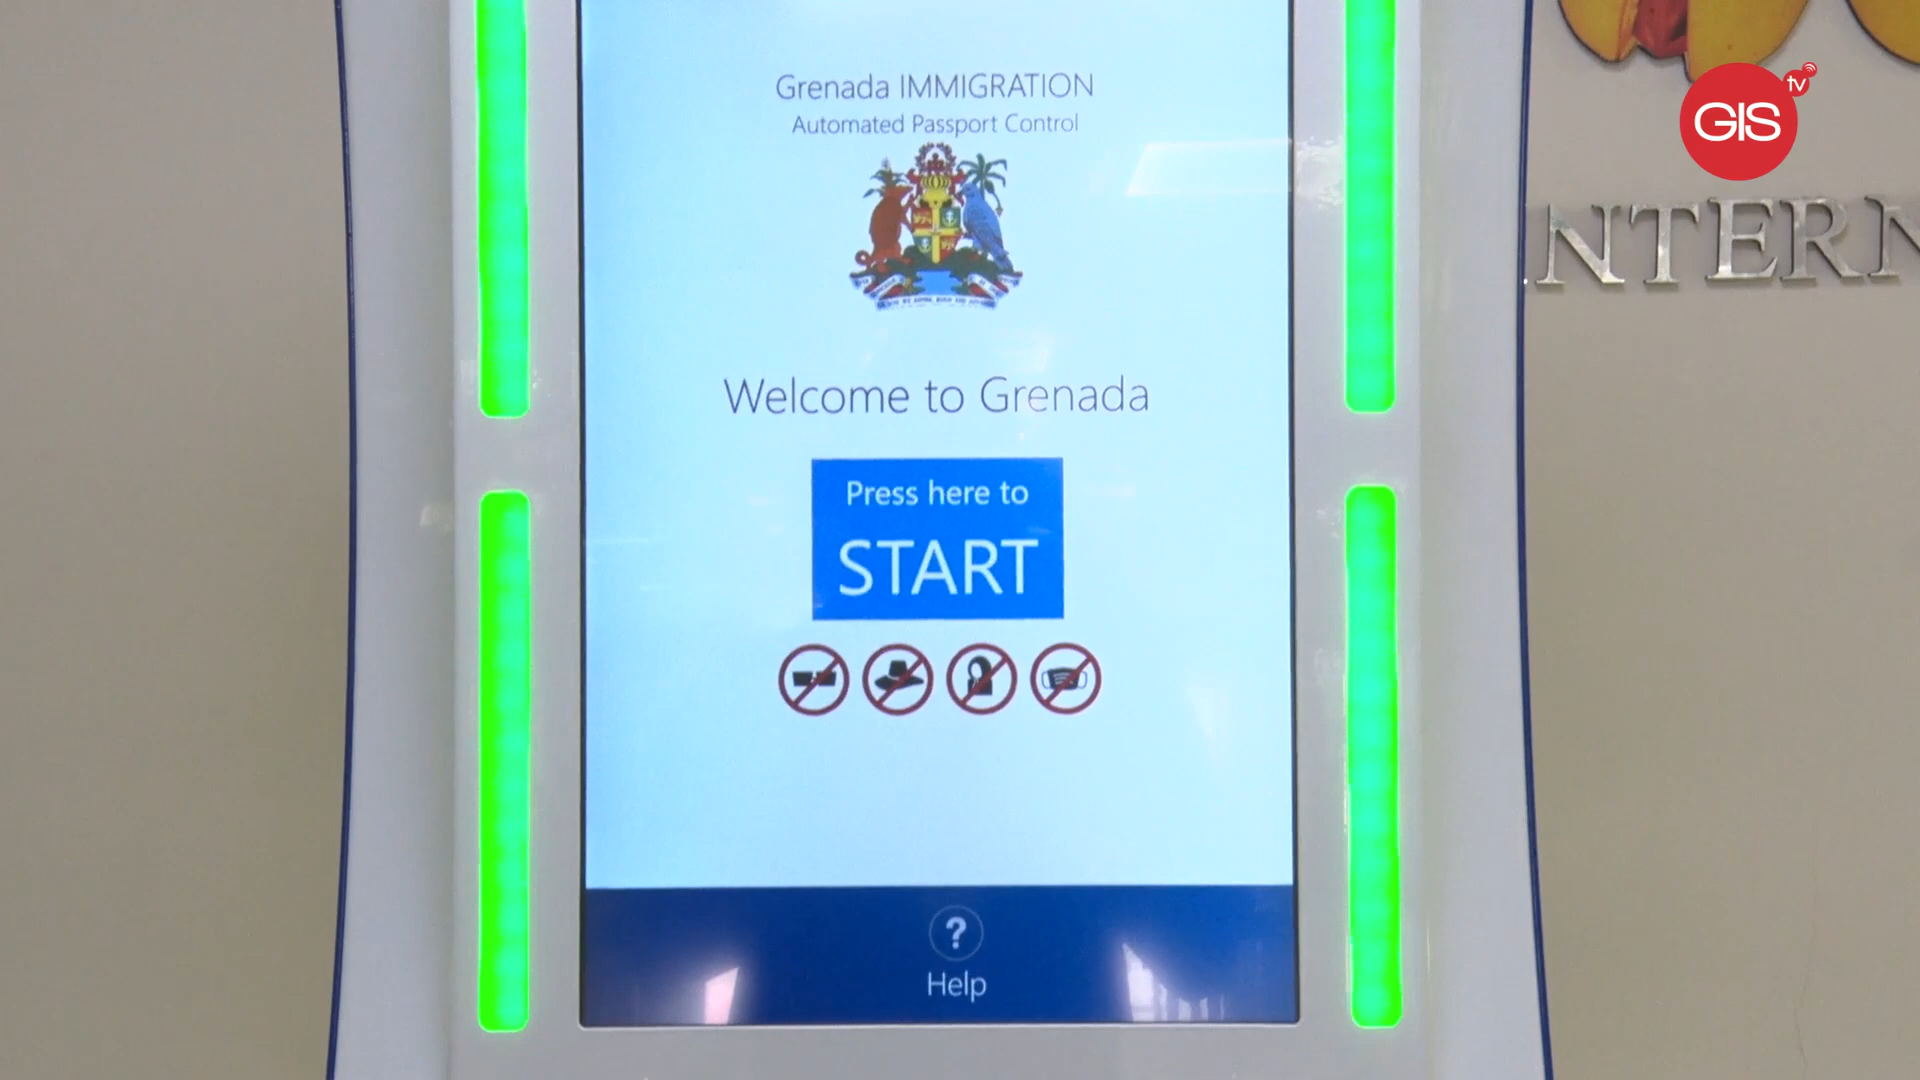 Grenada IMMIGRATION
Automated Passport Control
Welcome to Grenada
Press here to
START
?
Help
GIS
tv
NTERN